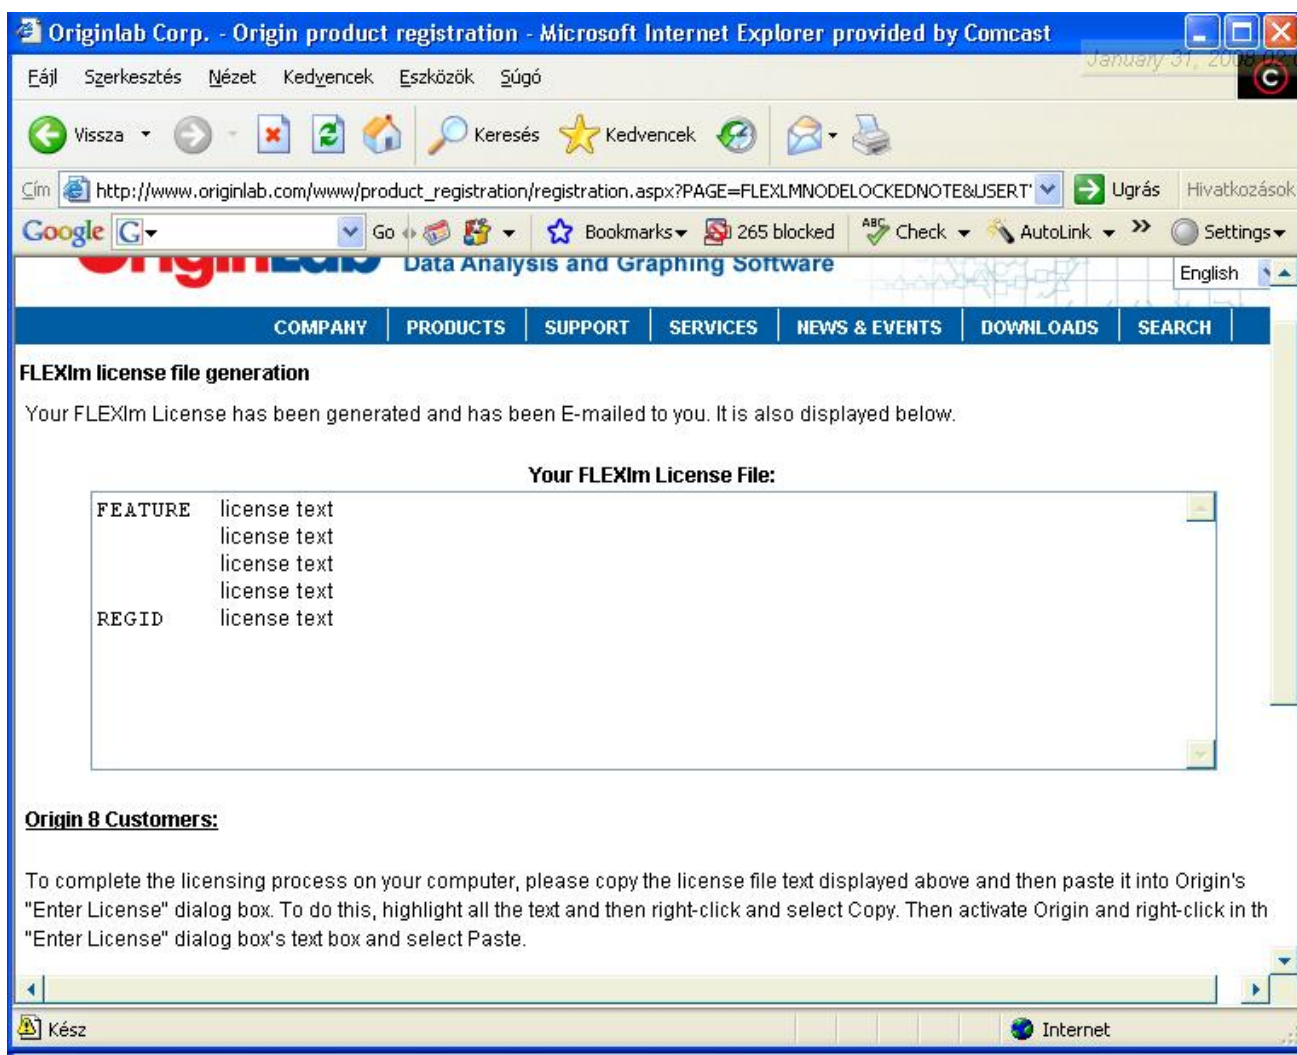 Originlab Corp. - Origin product registration - Microsoft Internet Explorer provided by Comcast
January 31, 2008
Fájl Szerkesztés Nézet Kedvencek Eszközök Súgó
Vissza Keresés Kedvencek
Cím http://www.originlab.com/www/product_registration/registration.aspx?PAGE=FLEXLMNODELOCKEDNOTE&USERT Ugrás Hivatkozások
Google G Go Bookmarks 265 blocked ABC Check AutoLink Settings
OriginLab Data Analysis and Graphing Software
English
COMPANY PRODUCTS SUPPORT SERVICES NEWS & EVENTS DOWNLOADS SEARCH
FLEXlm license file generation
Your FLEXlm License has been generated and has been E-mailed to you. It is also displayed below.
Your FLEXlm License File:
FEATURE license text
license text
license text
license text
REGID license text
Origin 8 Customers:
To complete the licensing process on your computer, please copy the license file text displayed above and then paste it into Origin's
"Enter License" dialog box. To do this, highlight all the text and then right-click and select Copy. Then activate Origin and right-click in th
"Enter License" dialog box's text box and select Paste.
Kész Internet